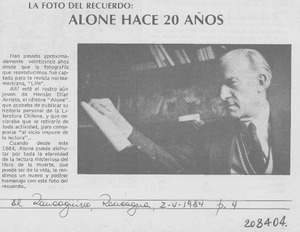 LA FOTO DEL RECUERDO:
ALONE HACE 20 AÑOS
Han pasado aproxima-
damente veinticinco años
desde que la fotografía
que reproducimos fue cap-
tada para la revista norte-
americana, "Life".
Ahí está el rostro aún
joven de Hernán Díaz
Arrieta, el célebre "Alone",
que acababa de publicar su
historia personal de la Li-
teratura Chilena, y que de-
claraba que se retiraría de
toda actividad, para consa-
grarse "al vicio impune de
la lectura"..
Cuando desde este
1984, Alone puede disfru-
tar por toda la eternidad
de la lectura misteriosa del
libro de la muerte, que
puede ser de la vida, le ren-
dimos un nuevo y postrer
homenaje con esta foto del
recuerdo..
El Rancagüino, Rancagua, 2-V-1984 p. 4
208404.